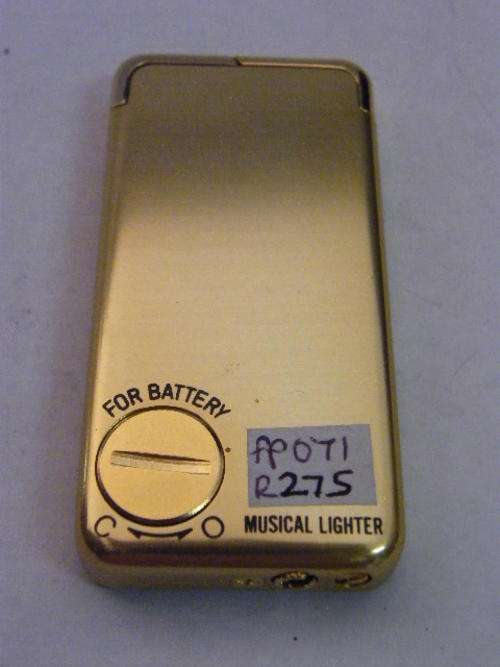 FOR BATTERY
AP071
R275
C O
MUSICAL LIGHTER